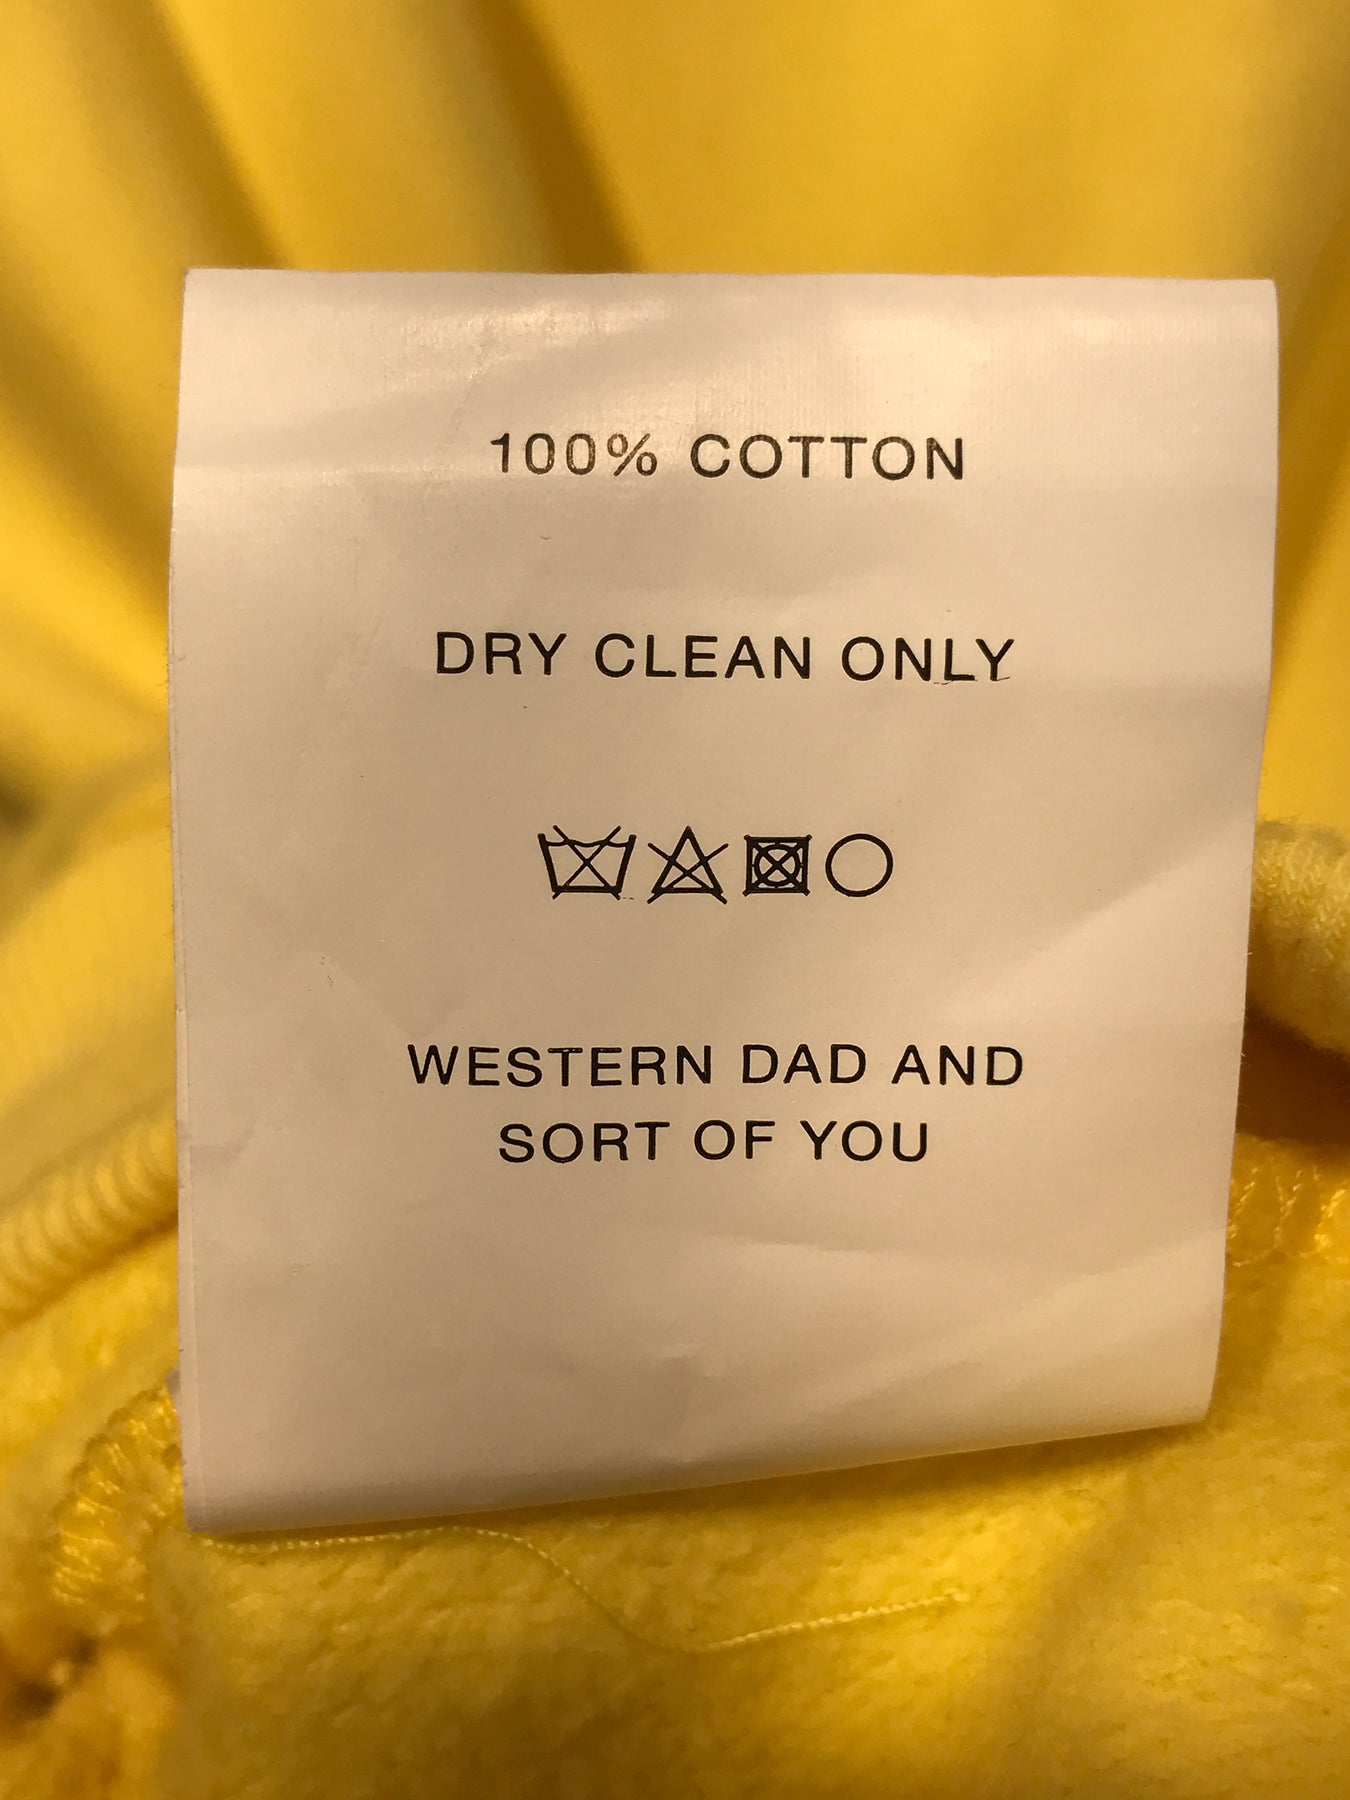 100% COTTON
DRY CLEAN ONLY
WESTERN DAD AND
SORT OF YOU